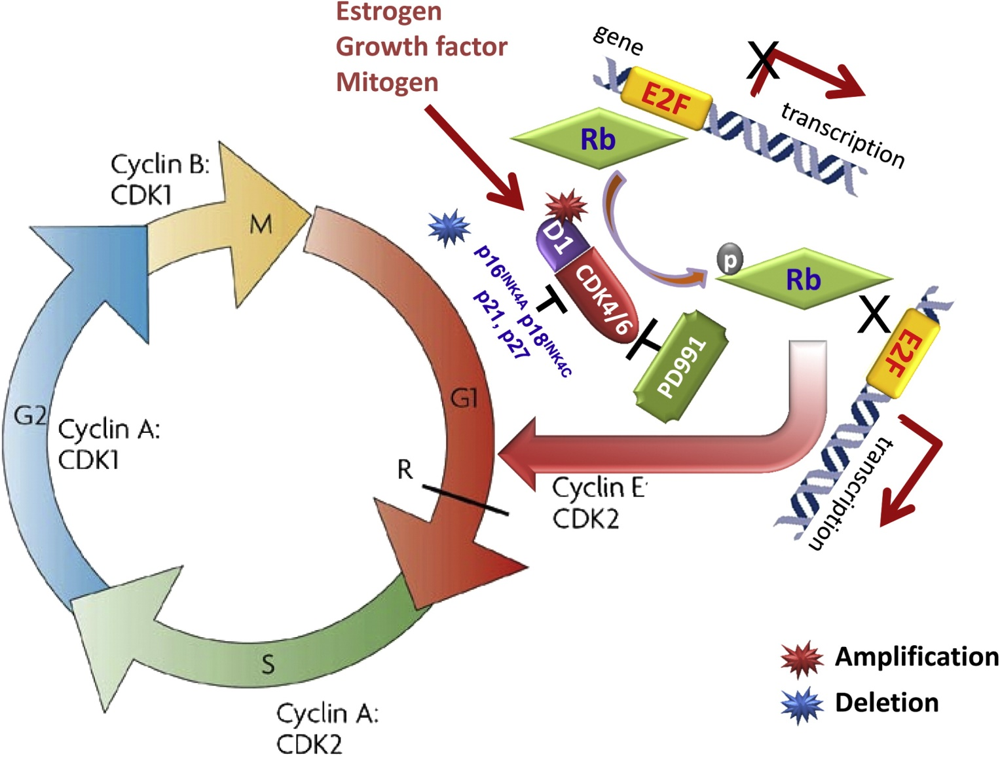 Estrogen
Growth factor
Mitogen
gene
E2F
X
transcription
Rb
D1
CDK4/6
p16INK4A p18INK4C
p21, p27
PD991
p
Rb
X
E2F
transcription
Cyclin B:
CDK1
M
G1
R
Cyclin E:
CDK2
G2
Cyclin A:
CDK1
S
Cyclin A:
CDK2
Amplification
Deletion